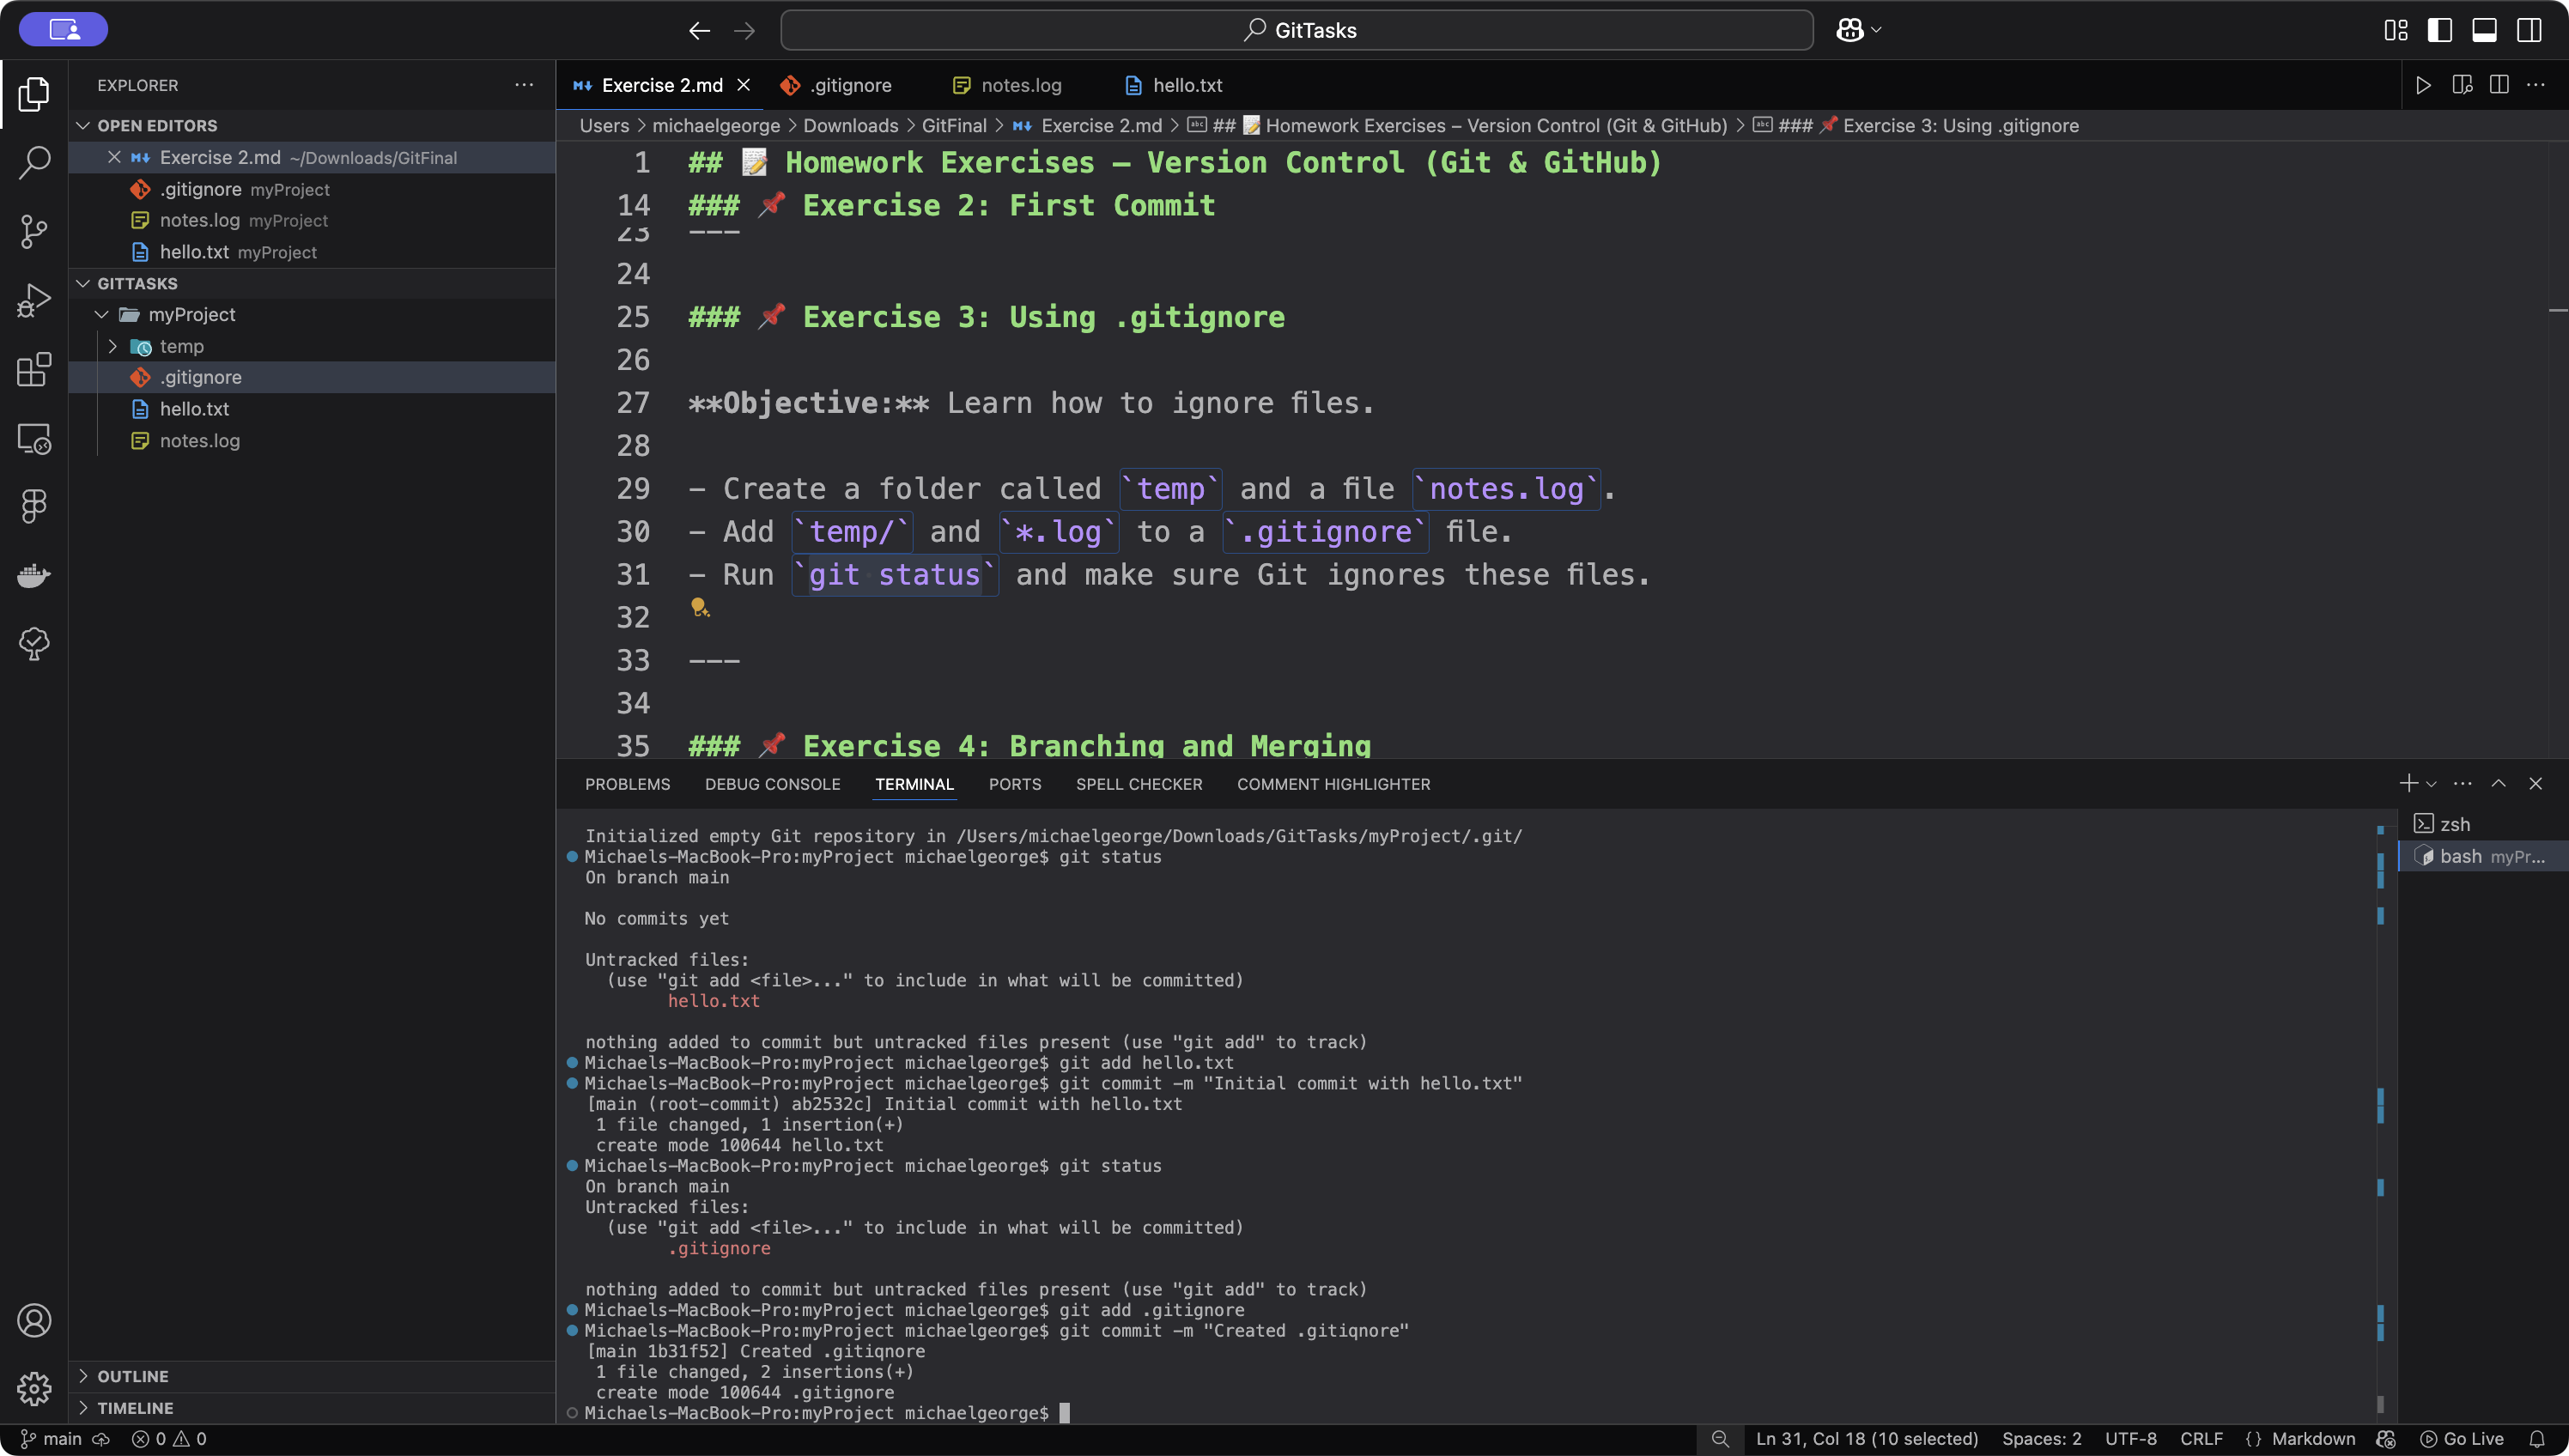 GitTasks
EXPLORER
OPEN EDITORS
Exercise 2.md ~/Downloads/GitFinal
.gitignore myProject
notes.log myProject
hello.txt myProject
GITTASKS
myProject
temp
.gitignore
hello.txt
notes.log
OUTLINE
TIMELINE
Exercise 2.md .gitignore notes.log hello.txt
Users > michaelgeorge > Downloads > GitFinal > Exercise 2.md > ## 📝 Homework Exercises – Version Control (Git & GitHub) > ### 📌 Exercise 3: Using .gitignore
1 ## 📝 Homework Exercises – Version Control (Git & GitHub)
14 ### 📌 Exercise 2: First Commit
23 ---
24
25 ### 📌 Exercise 3: Using .gitignore
26
27 **Objective:** Learn how to ignore files.
28
29 - Create a folder called `temp` and a file `notes.log`.
30 - Add `temp/` and `*.log` to a `.gitignore` file.
31 - Run `git status` and make sure Git ignores these files.
32
33 ---
34
35 ### 📌 Exercise 4: Branching and Merging
PROBLEMS DEBUG CONSOLE TERMINAL PORTS SPELL CHECKER COMMENT HIGHLIGHTER
zsh
bash myPr...
Initialized empty Git repository in /Users/michaelgeorge/Downloads/GitTasks/myProject/.git/
Michaels-MacBook-Pro:myProject michaelgeorge$ git status
On branch main
No commits yet
Untracked files:
(use "git add <file>..." to include in what will be committed)
hello.txt
nothing added to commit but untracked files present (use "git add" to track)
Michaels-MacBook-Pro:myProject michaelgeorge$ git add hello.txt
Michaels-MacBook-Pro:myProject michaelgeorge$ git commit -m "Initial commit with hello.txt"
[main (root-commit) ab2532c] Initial commit with hello.txt
1 file changed, 1 insertion(+)
create mode 100644 hello.txt
Michaels-MacBook-Pro:myProject michaelgeorge$ git status
On branch main
Untracked files:
(use "git add <file>..." to include in what will be committed)
.gitignore
nothing added to commit but untracked files present (use "git add" to track)
Michaels-MacBook-Pro:myProject michaelgeorge$ git add .gitignore
Michaels-MacBook-Pro:myProject michaelgeorge$ git commit -m "Created .gitiqnore"
[main 1b31f52] Created .gitiqnore
1 file changed, 2 insertions(+)
create mode 100644 .gitignore
Michaels-MacBook-Pro:myProject michaelgeorge$
main 0 0 Ln 31, Col 18 (10 selected) Spaces: 2 UTF-8 CRLF {} Markdown Go Live